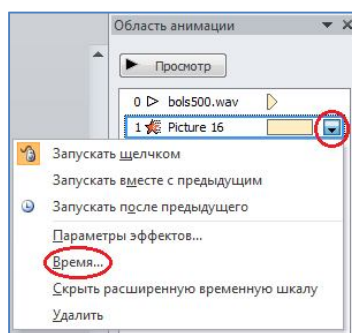 Область анимации
Просмотр
0 bols500.wav
1 Picture 16
Запускать щелчком
Запускать вместе с предыдущим
Запускать после предыдущего
Параметры эффектов...
Время...
Скрыть расширенную временную шкалу
Удалить